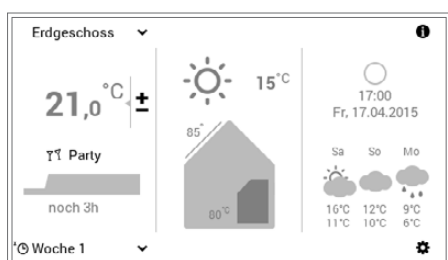 Erdgeschoss
21,0 °C ±
Party
noch 3h
Woche 1
15°C
85°
80°C
17:00
Fr, 17.04.2015
Sa So Mo
16°C 12°C 9°C
11°C 10°C 6°C